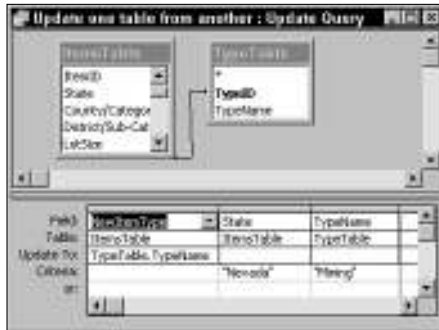 Update one table from another : Update Query
ItemsTable
TypeTable
ItemID
State
Country/Categor
District/Sub-Cat
LotSize
*
TypeID
TypeName
Field:
State
TypeName
Table:
ItemsTable
ItemsTable
TypeTable
Update To:
TypeTable.TypeName
Criteria:
"Nevada"
"Mining"
or: